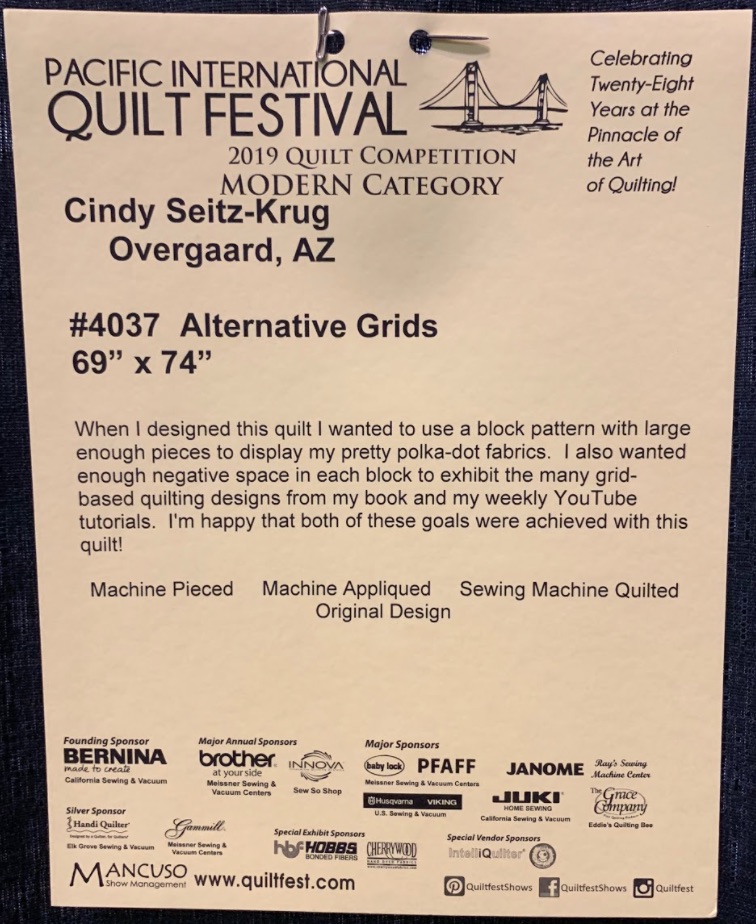 PACIFIC INTERNATIONAL
QUILT FESTIVAL
Celebrating
Twenty-Eight
Years at the
Pinnacle of
the Art
of Quilting!
2019 QUILT COMPETITION
MODERN CATEGORY
Cindy Seitz-Krug
Overgaard, AZ
#4037 Alternative Grids
69” x 74”
When I designed this quilt I wanted to use a block pattern with large
enough pieces to display my pretty polka-dot fabrics. I also wanted
enough negative space in each block to exhibit the many grid-
based quilting designs from my book and my weekly YouTube
tutorials. I'm happy that both of these goals were achieved with this
quilt!
Machine Pieced Machine Appliqued Sewing Machine Quilted
Original Design
Founding Sponsor
BERNINA
made to create
California Sewing & Vacuum
Major Annual Sponsors
brother
at your side
Meissner Sewing &
Vacuum Centers
INNOVA
Sew So Shop
Major Sponsors
baby lock PFAFF
Meissner Sewing & Vacuum Centers
Husqvarna VIKING
U.S. Sewing & Vacuum
JANOME
Ray's Sewing
Machine Center
JUKI
HOME SEWING
California Sewing & Vacuum
The Grace
Company
Eddie's Quilting Bee
Silver Sponsor
Handi Quilter
Designed by a Quilter, for Quilters
Elk Grove Sewing & Vacuum
Gammill
Meissner Sewing &
Vacuum Centers
Special Exhibit Sponsors
hbf HOBBS
BONDED FIBERS
CHERRYWOOD
Special Vendor Sponsors
IntelliQuilter
MANCUSO
Show Management
www.quiltfest.com
QuiltfestShows
QuiltfestShows
Quiltfest